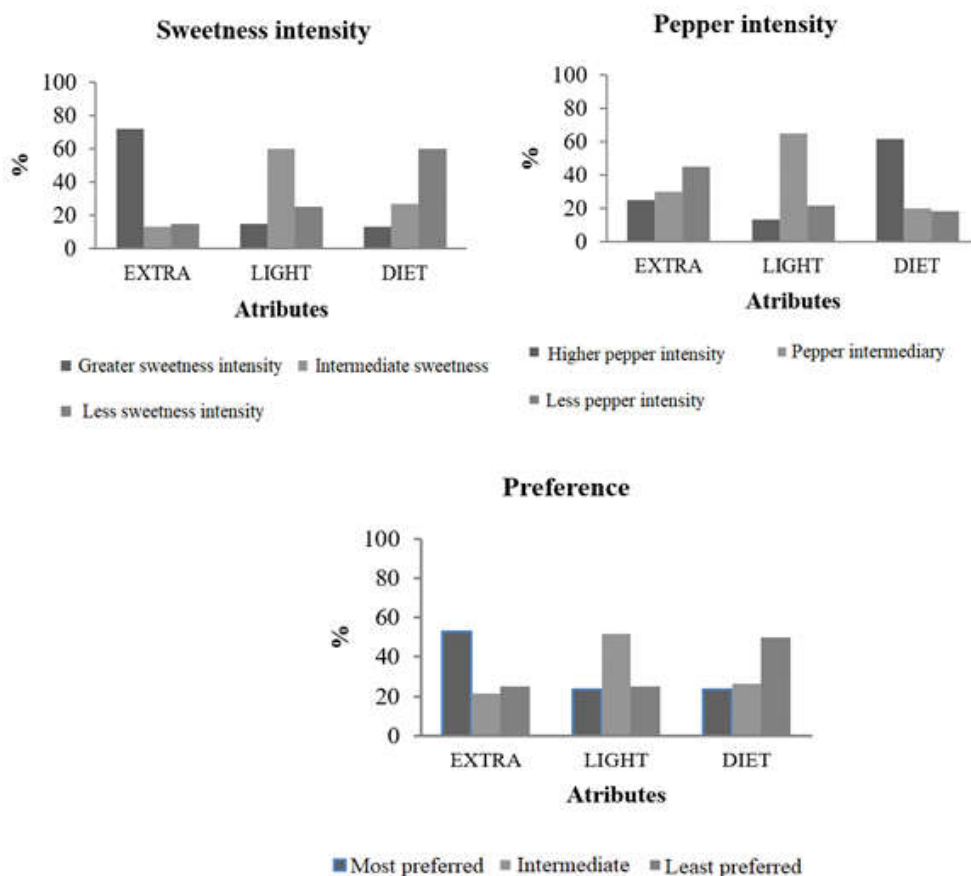 Sweetness intensity
100
80
60
40
20
0
%
EXTRA LIGHT DIET
Atributes
Greater sweetness intensity Intermediate sweetness
Less sweetness intensity
Pepper intensity
100
80
60
40
20
0
%
EXTRA LIGHT DIET
Atributes
Higher pepper intensity Pepper intermediary
Less pepper intensity
Preference
100
80
60
40
20
0
%
EXTRA LIGHT DIET
Atributes
Most preferred Intermediate Least preferred